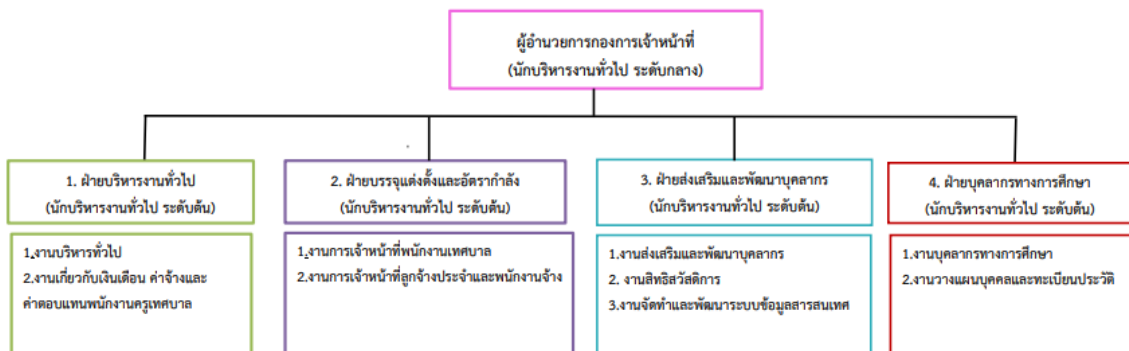 ผู้อำนวยการกองการเจ้าหน้าที่
(นักบริหารงานทั่วไป ระดับกลาง)
1. ฝ่ายบริหารงานทั่วไป
(นักบริหารงานทั่วไป ระดับต้น)
1.งานบริหารทั่วไป
2.งานเกี่ยวกับเงินเดือน ค่าจ้างและ
ค่าตอบแทนพนักงานครูเทศบาล
2. ฝ่ายบรรจุแต่งตั้งและอัตรากำลัง
(นักบริหารงานทั่วไป ระดับต้น)
1.งานการเจ้าหน้าที่พนักงานเทศบาล
2.งานการเจ้าหน้าที่ลูกจ้างประจำและพนักงานจ้าง
3. ฝ่ายส่งเสริมและพัฒนาบุคลากร
(นักบริหารงานทั่วไป ระดับต้น)
1.งานส่งเสริมและพัฒนาบุคลากร
2. งานสิทธิสวัสดิการ
3.งานจัดทำและพัฒนาระบบข้อมูลสารสนเทศ
4. ฝ่ายบุคลากรทางการศึกษา
(นักบริหารงานทั่วไป ระดับต้น)
1.งานบุคลากรทางการศึกษา
2.งานวางแผนบุคคลและทะเบียนประวัติ